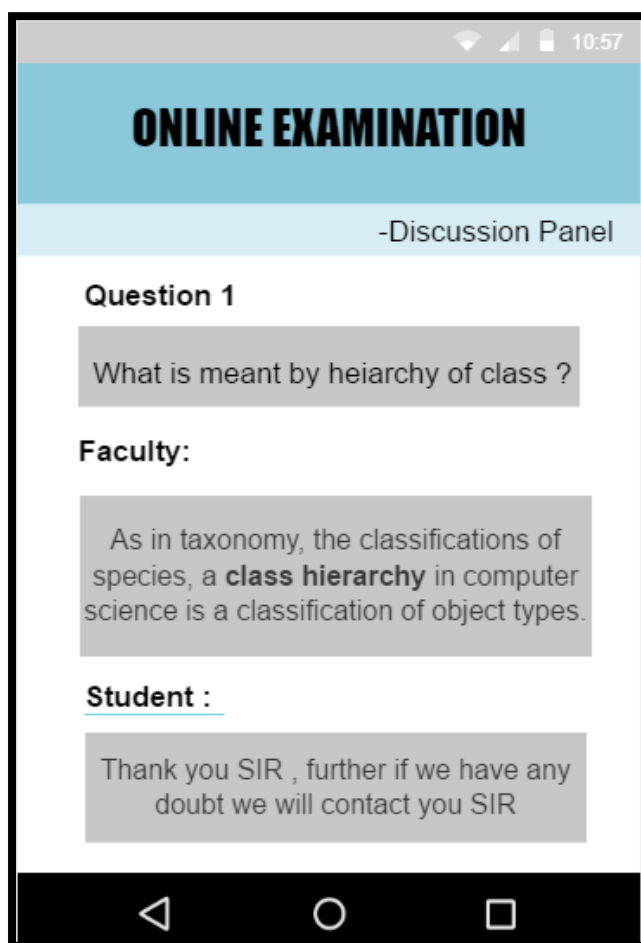 10:57
ONLINE EXAMINATION
-Discussion Panel
Question 1
What is meant by heiarchy of class ?
Faculty:
As in taxonomy, the classifications of
species, a class hierarchy in computer
science is a classification of object types.
Student :
Thank you SIR , further if we have any
doubt we will contact you SIR